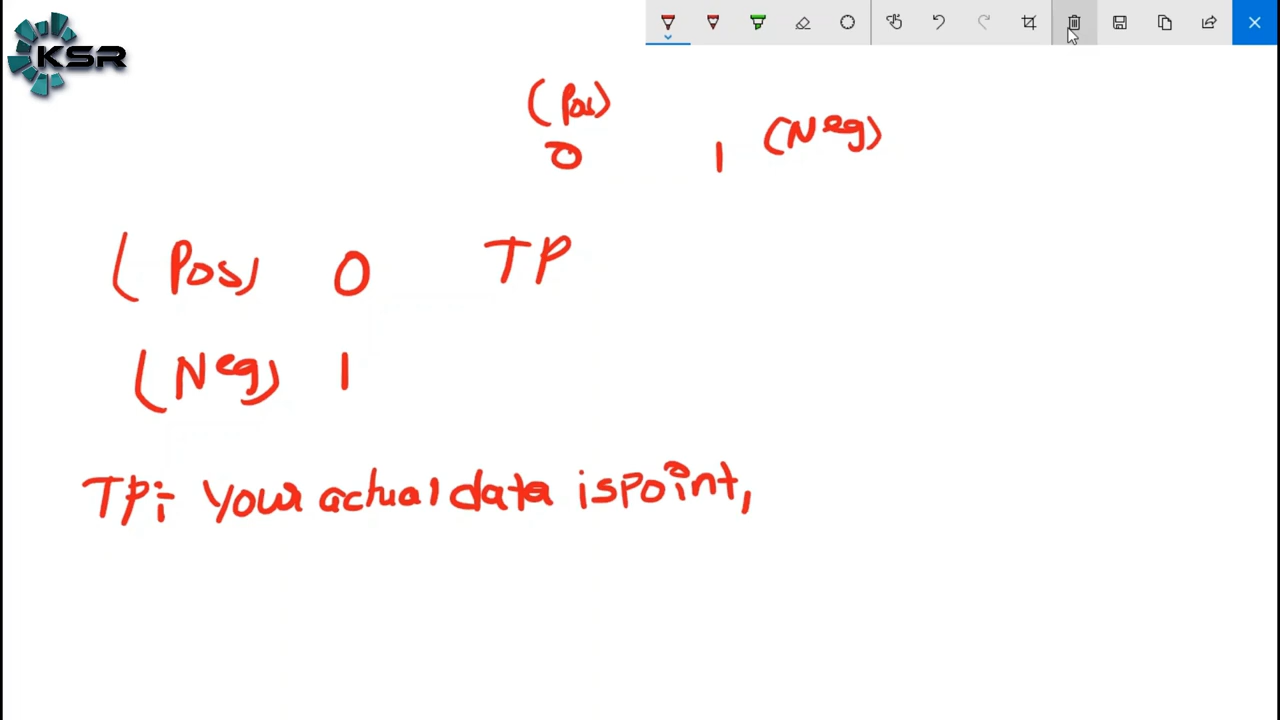 KSR
(Pos)
0 1 (Neg)
(Pos) 0 TP
(Neg) 1
TP:- Your actual data is point,